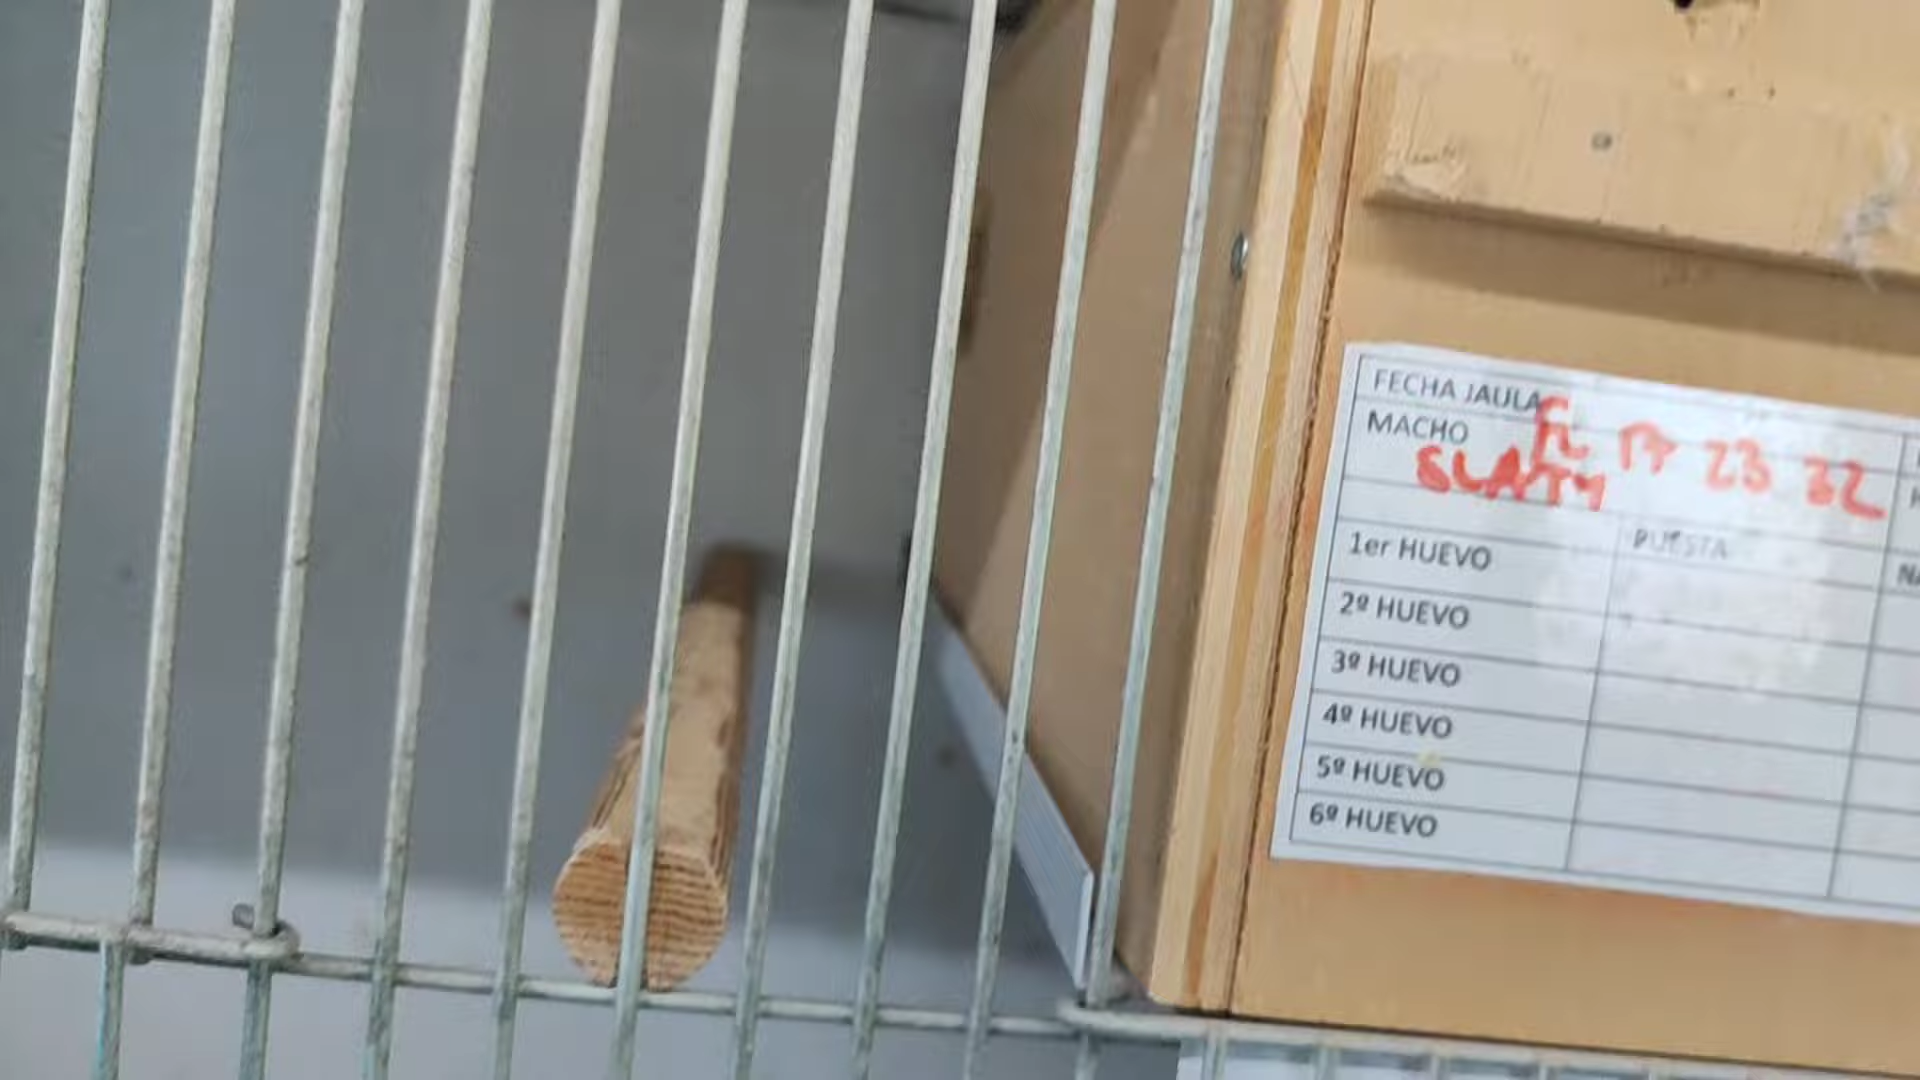 FECHA JAULA
MACHO FL 17 23 32
SLATY
PUESTA
1er HUEVO
2º HUEVO
3º HUEVO
4º HUEVO
5º HUEVO
6º HUEVO